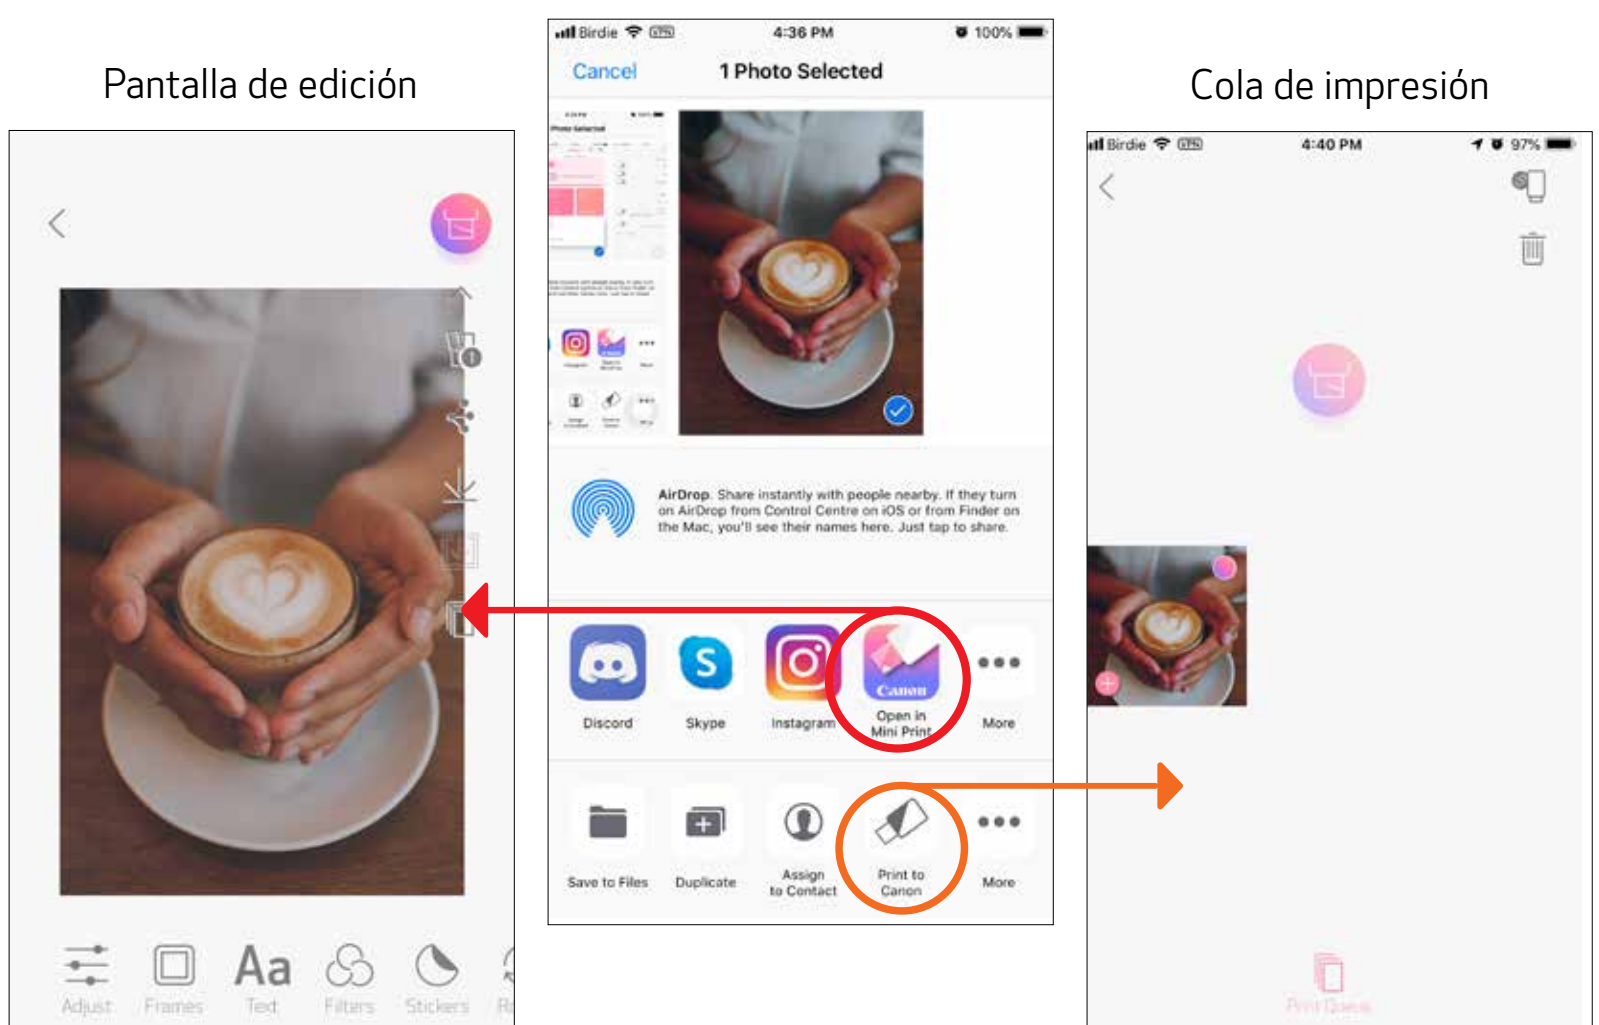 Pantalla de edición
Adjust
Frames
Aa
Text
Filters
Stickers
Birdie
VPN
4:36 PM
100%
Cancel
1 Photo Selected
AirDrop. Share instantly with people nearby. If they turn
on AirDrop from Control Centre on iOS or from Finder on
the Mac, you'll see their names here. Just tap to share.
Discord
Skype
Instagram
Canon
Open in
Mini Print
More
Save to Files
Duplicate
Assign
to Contact
Print to
Canon
More
Cola de impresión
Birdie
VPN
4:40 PM
97%
Print Queue